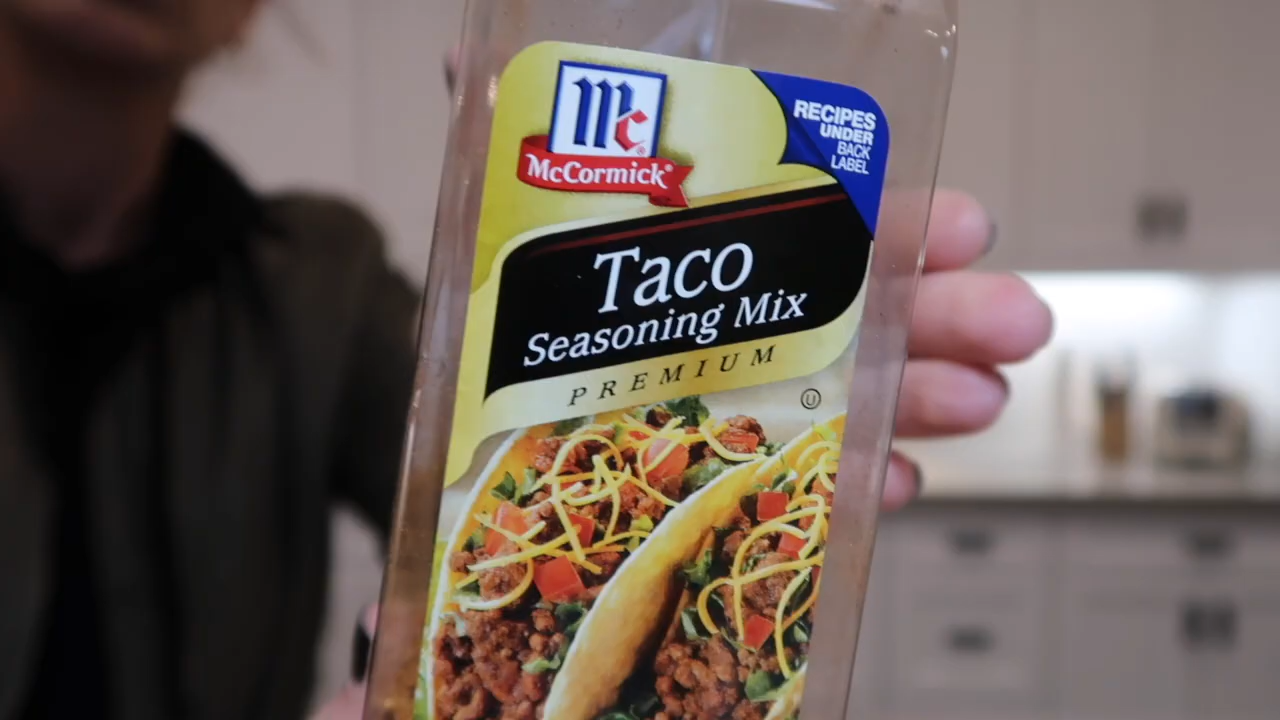 Mc
McCormick®
RECIPES
UNDER
BACK
LABEL
Taco
Seasoning Mix
PREMIUM
U